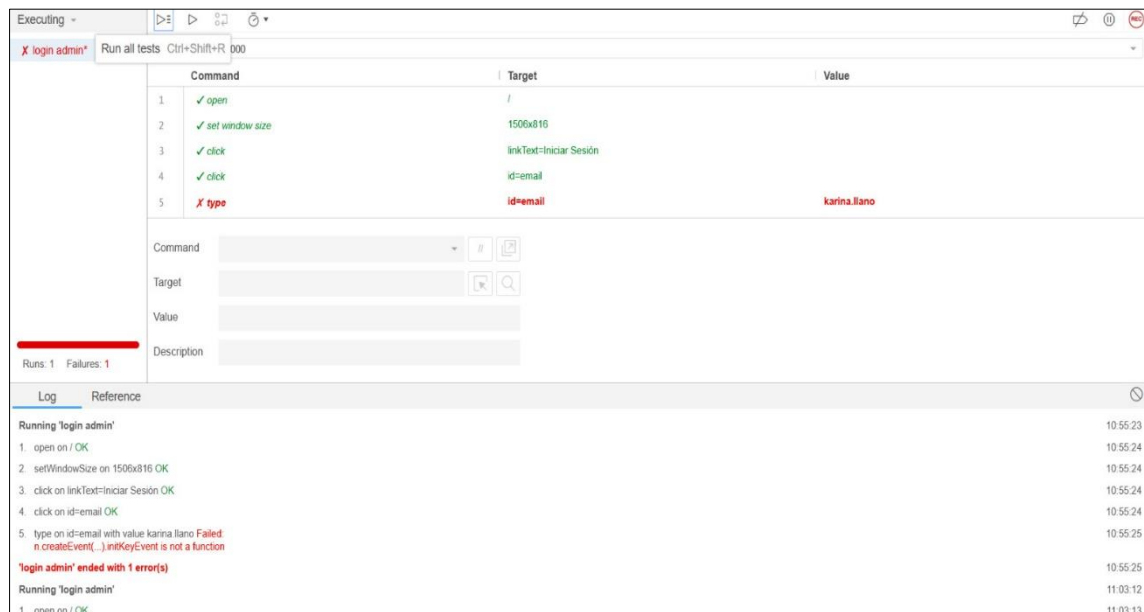 Executing
REC
✗ login admin*
Run all tests Ctrl+Shift+R
000
Command Target Value
1 ✓ open /
2 ✓ set window size 1506x816
3 ✓ click linkText=Iniciar Sesión
4 ✓ click id=email
5 ✗ type id=email karina.llano
Command //
Target
Value
Description
Runs: 1 Failures: 1
Log Reference
Running 'login admin' 10:55:23
1. open on / OK 10:55:24
2. setWindowSize on 1506x816 OK 10:55:24
3. click on linkText=Iniciar Sesión OK 10:55:24
4. click on id=email OK 10:55:24
5. type on id=email with value karina.llano Failed: 10:55:25
n.createEvent(...).initKeyEvent is not a function
'login admin' ended with 1 error(s) 10:55:25
Running 'login admin' 11:03:12
1. open on / OK 11:03:13